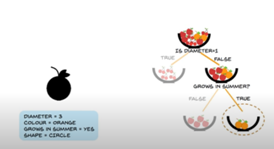 IS DIAMETER>1
TRUE
FALSE
GROWS IN SUMMER?
FALSE
TRUE
DIAMETER = 3
COLOUR = ORANGE
GROWS IN SUMMER = YES
SHAPE = CIRCLE